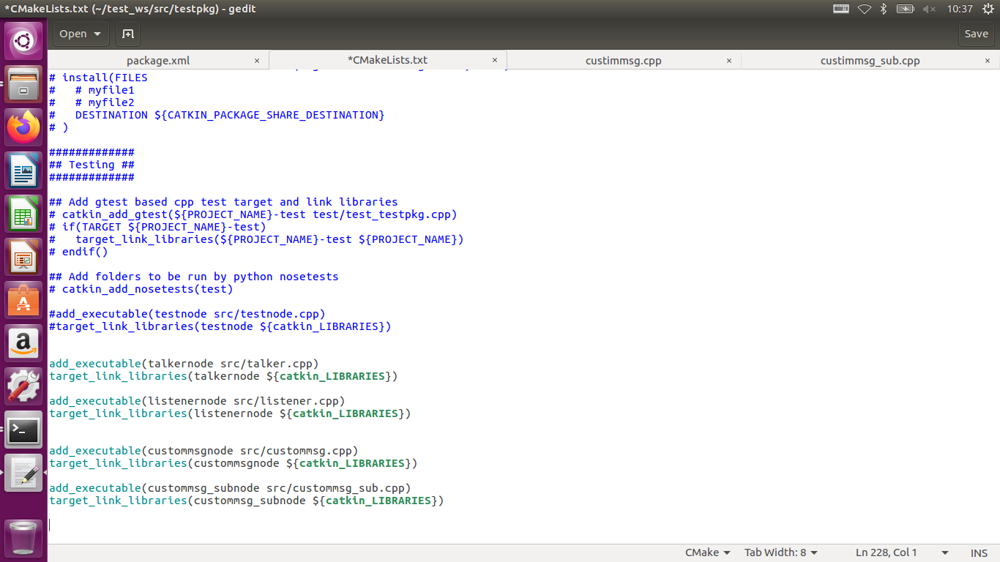 *CMakeLists.txt (~/test_ws/src/testpkg) - gedit
10:37
Open
Save
package.xml ×
*CMakeLists.txt ×
custimmsg.cpp ×
custimmsg_sub.cpp ×
# install(FILES
#   # myfile1
#   # myfile2
#   DESTINATION ${CATKIN_PACKAGE_SHARE_DESTINATION}
# )
#############
## Testing ##
#############
## Add gtest based cpp test target and link libraries
# catkin_add_gtest(${PROJECT_NAME}-test test/test_testpkg.cpp)
# if(TARGET ${PROJECT_NAME}-test)
#   target_link_libraries(${PROJECT_NAME}-test ${PROJECT_NAME})
# endif()
## Add folders to be run by python nosetests
# catkin_add_nosetests(test)
#add_executable(testnode src/testnode.cpp)
#target_link_libraries(testnode ${catkin_LIBRARIES})
add_executable(talkernode src/talker.cpp)
target_link_libraries(talkernode ${catkin_LIBRARIES})
add_executable(listenernode src/listener.cpp)
target_link_libraries(listenernode ${catkin_LIBRARIES})
add_executable(custommsgnode src/custommsg.cpp)
target_link_libraries(custommsgnode ${catkin_LIBRARIES})
add_executable(custommsg_subnode src/custommsg_sub.cpp)
target_link_libraries(custommsg_subnode ${catkin_LIBRARIES})
CMake
Tab Width: 8
Ln 228, Col 1
INS